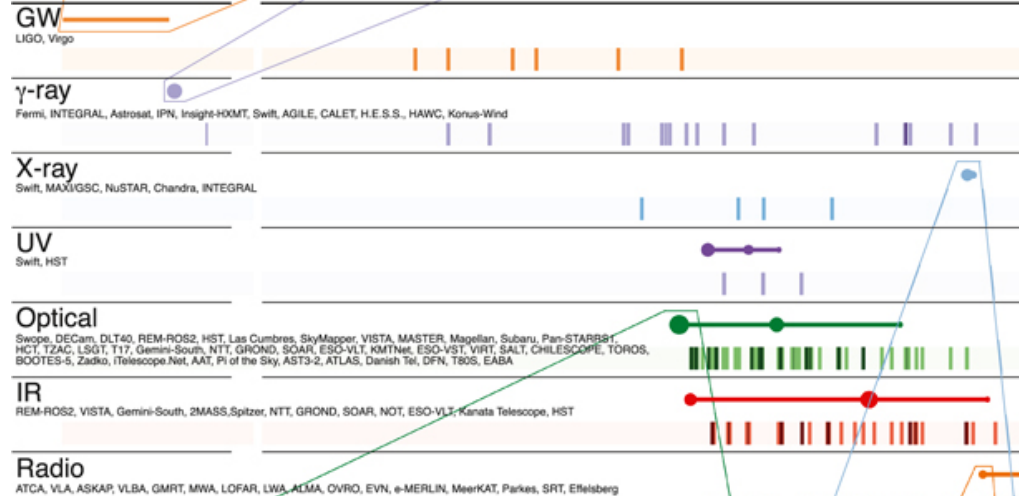 GW
LIGO, Virgo
γ-ray
Fermi, INTEGRAL, Astrosat, IPN, Insight-HXMT, Swift, AGILE, CALET, H.E.S.S., HAWC, Konus-Wind
X-ray
Swift, MAXI/GSC, NuSTAR, Chandra, INTEGRAL
UV
Swift, HST
Optical
Swope, DECam, DLT40, REM-ROS2, HST, Las Cumbres, SkyMapper, VISTA, MASTER, Magellan, Subaru, Pan-STARRS1,
HCT, TZAC, LSGT, T17, Gemini-South, NTT, GROND, SOAR, ESO-VLT, KMTNet, ESO-VST, VIRT, SALT, CHILESCOPE, TOROS,
BOOTES-5, Zadko, iTelescope.Net, AAT, Pi of the Sky, AST3-2, ATLAS, Danish Tel, DFN, T80S, EABA
IR
REM-ROS2, VISTA, Gemini-South, 2MASS,Spitzer, NTT, GROND, SOAR, NOT, ESO-VLT, Kanata Telescope, HST
Radio
ATCA, VLA, ASKAP, VLBA, GMRT, MWA, LOFAR, LWA, ALMA, OVRO, EVN, e-MERLIN, MeerKAT, Parkes, SRT, Effelsberg